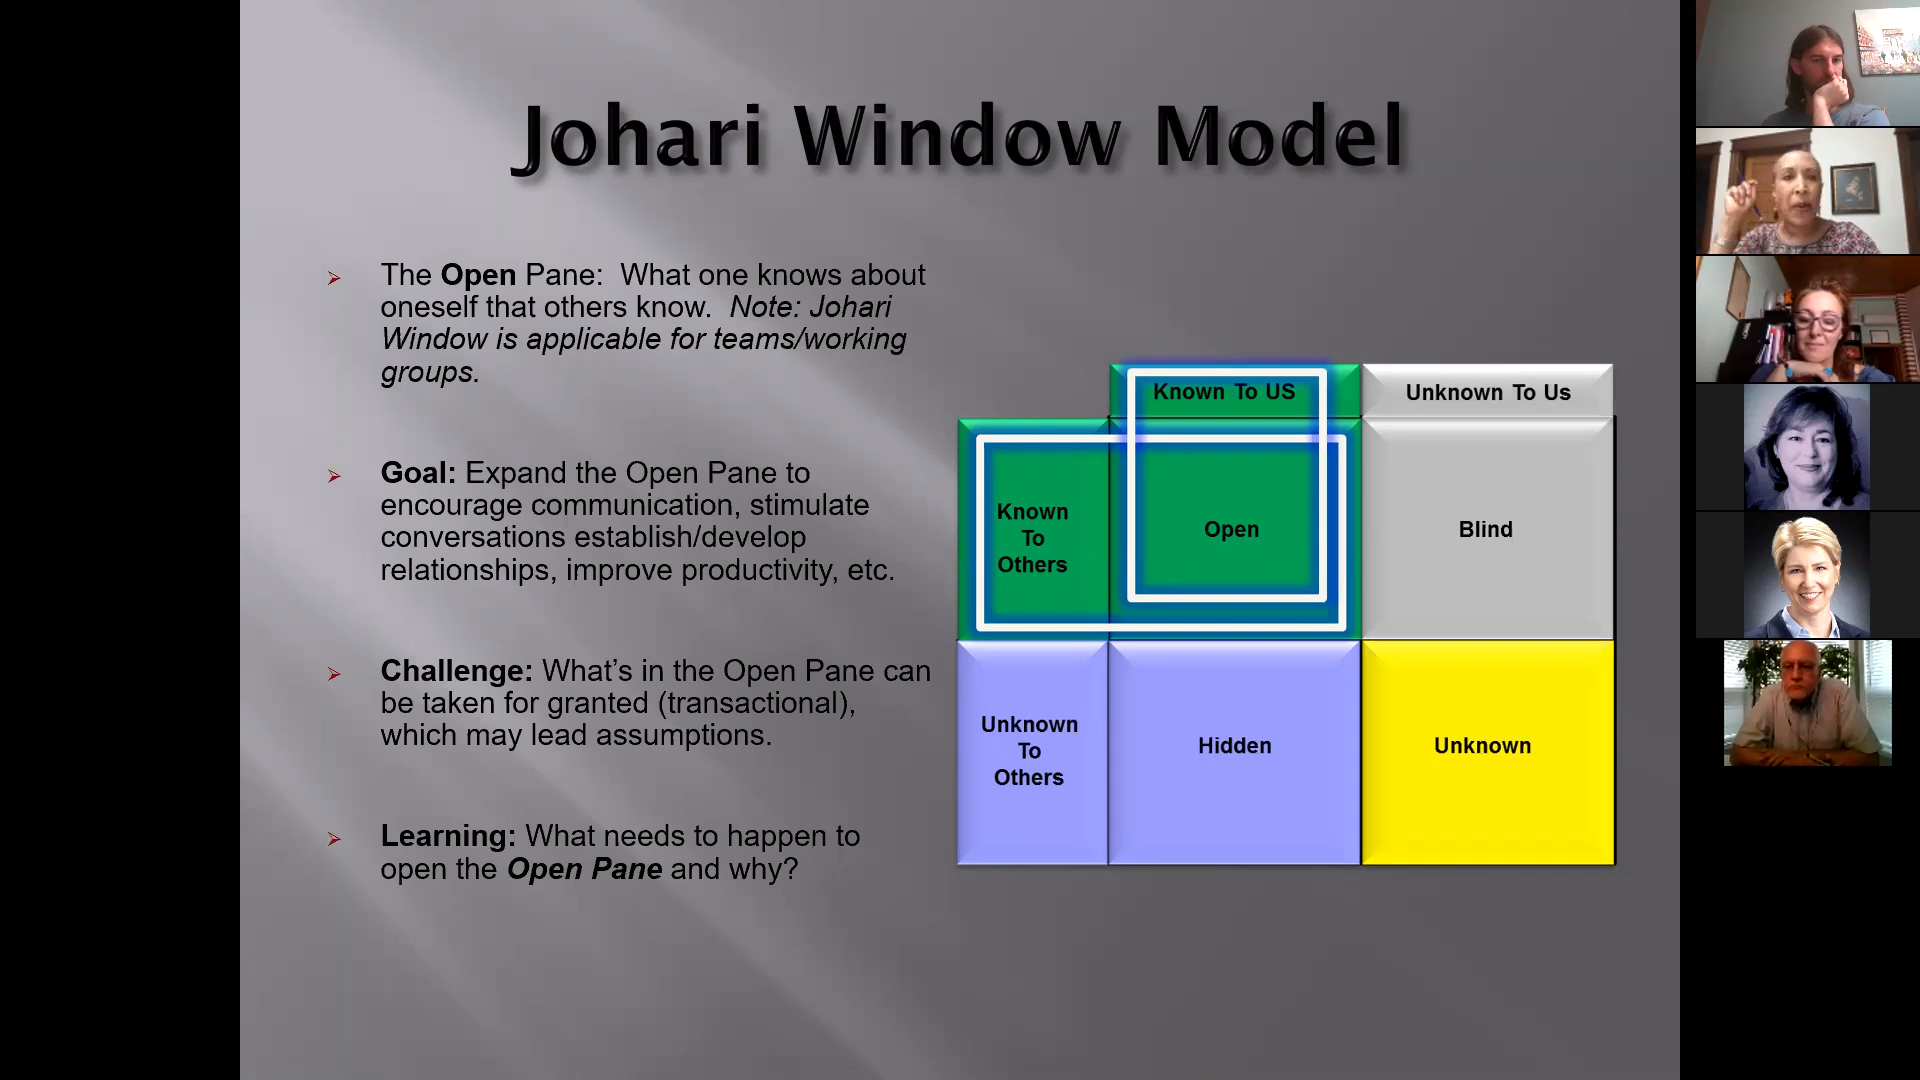 Johari Window Model
The Open Pane:  What one knows about
oneself that others know.  Note: Johari
Window is applicable for teams/working
groups.
Goal: Expand the Open Pane to
encourage communication, stimulate
conversations establish/develop
relationships, improve productivity, etc.
Challenge: What’s in the Open Pane can
be taken for granted (transactional),
which may lead assumptions.
Learning: What needs to happen to
open the Open Pane and why?
Known To US
Unknown To Us
Known
To
Others
Open
Blind
Unknown
To
Others
Hidden
Unknown